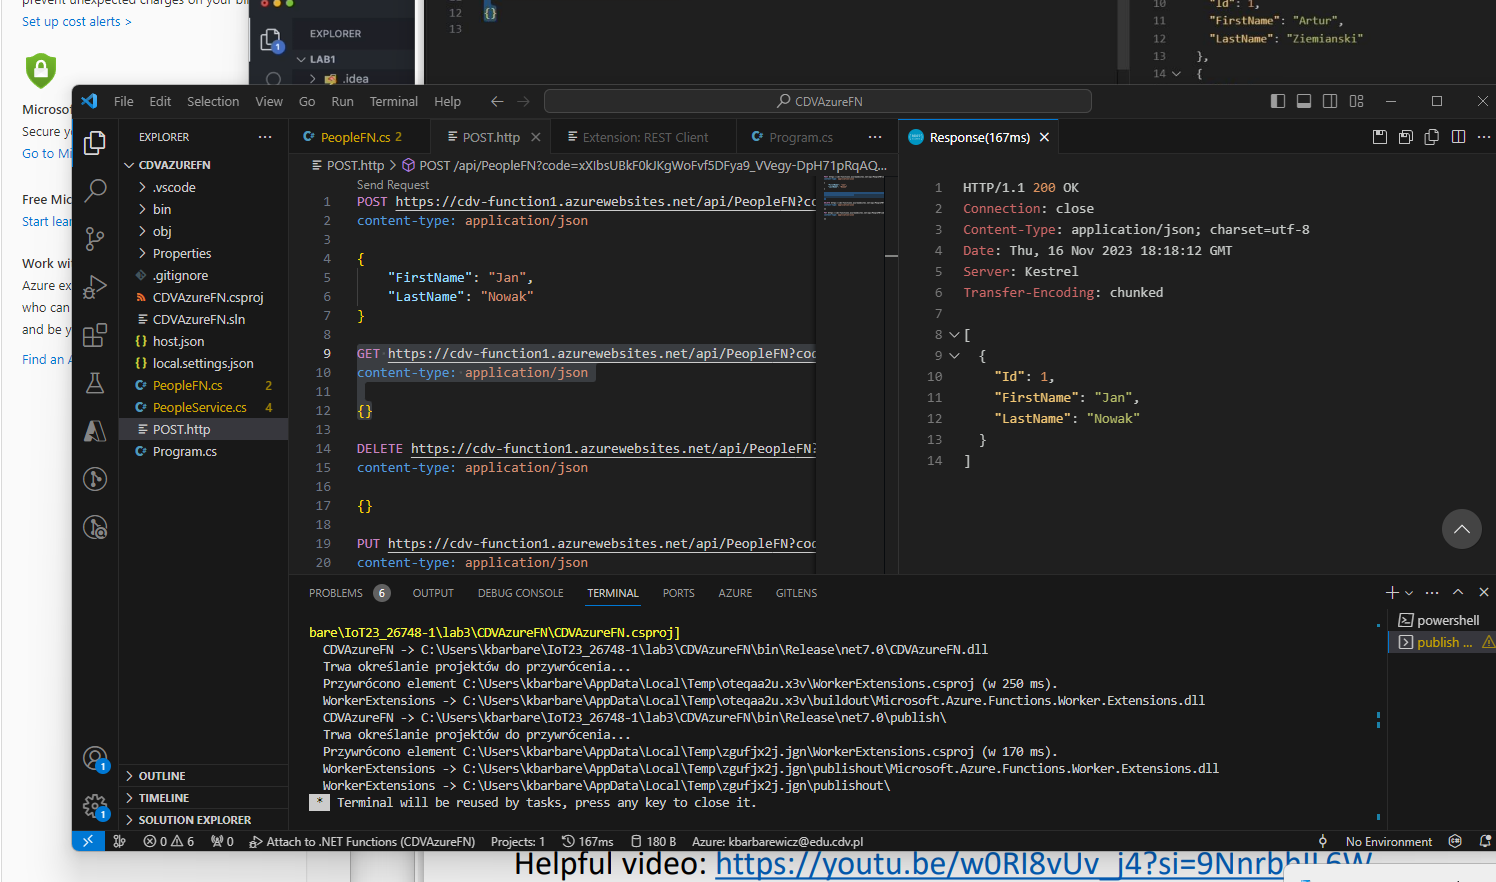 prevent unexpected charges on your
Set up cost alerts >
Microsof
Secure y
Go to Mi
Free Mic
Start lear
Work wi
Azure ex
who can
and be y
Find an A
EXPLORER
LAB1
.idea
12 {}
13
10 "Id": 1,
11 "FirstName": "Artur",
12 "LastName": "Ziemianski"
13 },
14 {
File Edit Selection View Go Run Terminal Help
CDVAzureFN
EXPLORER
CDVAZUREFN
.vscode
bin
obj
Properties
.gitignore
CDVAzureFN.csproj
CDVAzureFN.sln
host.json
local.settings.json
PeopleFN.cs 2
PeopleService.cs 4
POST.http
Program.cs
OUTLINE
TIMELINE
SOLUTION EXPLORER
PeopleFN.cs 2 POST.http Extension: REST Client Program.cs
POST.http > POST /api/PeopleFN?code=xXIbsUBkF0kJKgWoFvf5DFya9_VVegy-DpH71pRqAQ...
Send Request
1 POST https://cdv-function1.azurewebsites.net/api/PeopleFN?co
2 content-type: application/json
3
4 {
5 "FirstName": "Jan",
6 "LastName": "Nowak"
7 }
8
9 GET https://cdv-function1.azurewebsites.net/api/PeopleFN?cod
10 content-type: application/json
11
12 {}
13
14 DELETE https://cdv-function1.azurewebsites.net/api/PeopleFN?
15 content-type: application/json
16
17 {}
18
19 PUT https://cdv-function1.azurewebsites.net/api/PeopleFN?cod
20 content-type: application/json
Response(167ms)
1 HTTP/1.1 200 OK
2 Connection: close
3 Content-Type: application/json; charset=utf-8
4 Date: Thu, 16 Nov 2023 18:18:12 GMT
5 Server: Kestrel
6 Transfer-Encoding: chunked
7
8 [
9 {
10 "Id": 1,
11 "FirstName": "Jan",
12 "LastName": "Nowak"
13 }
14 ]
PROBLEMS 6 OUTPUT DEBUG CONSOLE TERMINAL PORTS AZURE GITLENS
bare\IoT23_26748-1\lab3\CDVAzureFN\CDVAzureFN.csproj]
CDVAzureFN -> C:\Users\kbarbare\IoT23_26748-1\lab3\CDVAzureFN\bin\Release\net7.0\CDVAzureFN.dll
Trwa określanie projektów do przywrócenia...
Przywrócono element C:\Users\kbarbare\AppData\Local\Temp\oteqaa2u.x3v\WorkerExtensions.csproj (w 250 ms).
WorkerExtensions -> C:\Users\kbarbare\AppData\Local\Temp\oteqaa2u.x3v\buildout\Microsoft.Azure.Functions.Worker.Extensions.dll
CDVAzureFN -> C:\Users\kbarbare\IoT23_26748-1\lab3\CDVAzureFN\bin\Release\net7.0\publish\
Trwa określanie projektów do przywrócenia...
Przywrócono element C:\Users\kbarbare\AppData\Local\Temp\zgufjx2j.jgn\WorkerExtensions.csproj (w 170 ms).
WorkerExtensions -> C:\Users\kbarbare\AppData\Local\Temp\zgufjx2j.jgn\publishout\Microsoft.Azure.Functions.Worker.Extensions.dll
WorkerExtensions -> C:\Users\kbarbare\AppData\Local\Temp\zgufjx2j.jgn\publishout\
* Terminal will be reused by tasks, press any key to close it.
powershell
publish ...
0 6 0 Attach to .NET Functions (CDVAzureFN) Projects: 1 167ms 180 B Azure: kbarbarewicz@edu.cdv.pl No Environment
Helpful video: https://youtu.be/w0RI8vUv_j4?si=9Nnrb